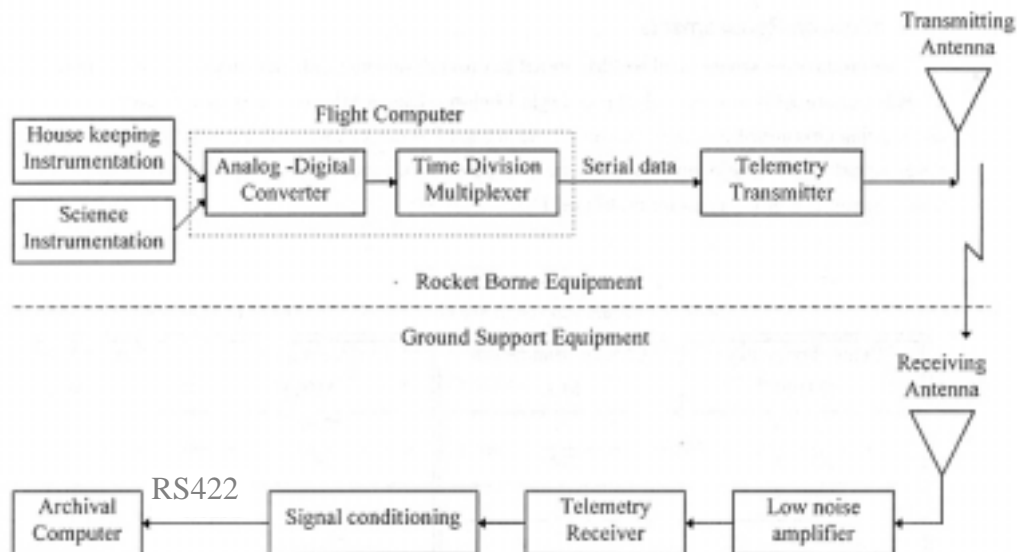 Transmitting
Antenna
Flight Computer
House keeping
Instrumentation
Analog -Digital
Converter
Time Division
Multiplexer
Serial data
Telemetry
Transmitter
Science
Instrumentation
Rocket Borne Equipment
Ground Support Equipment
Receiving
Antenna
RS422
Archival
Computer
Signal conditioning
Telemetry
Receiver
Low noise
amplifier